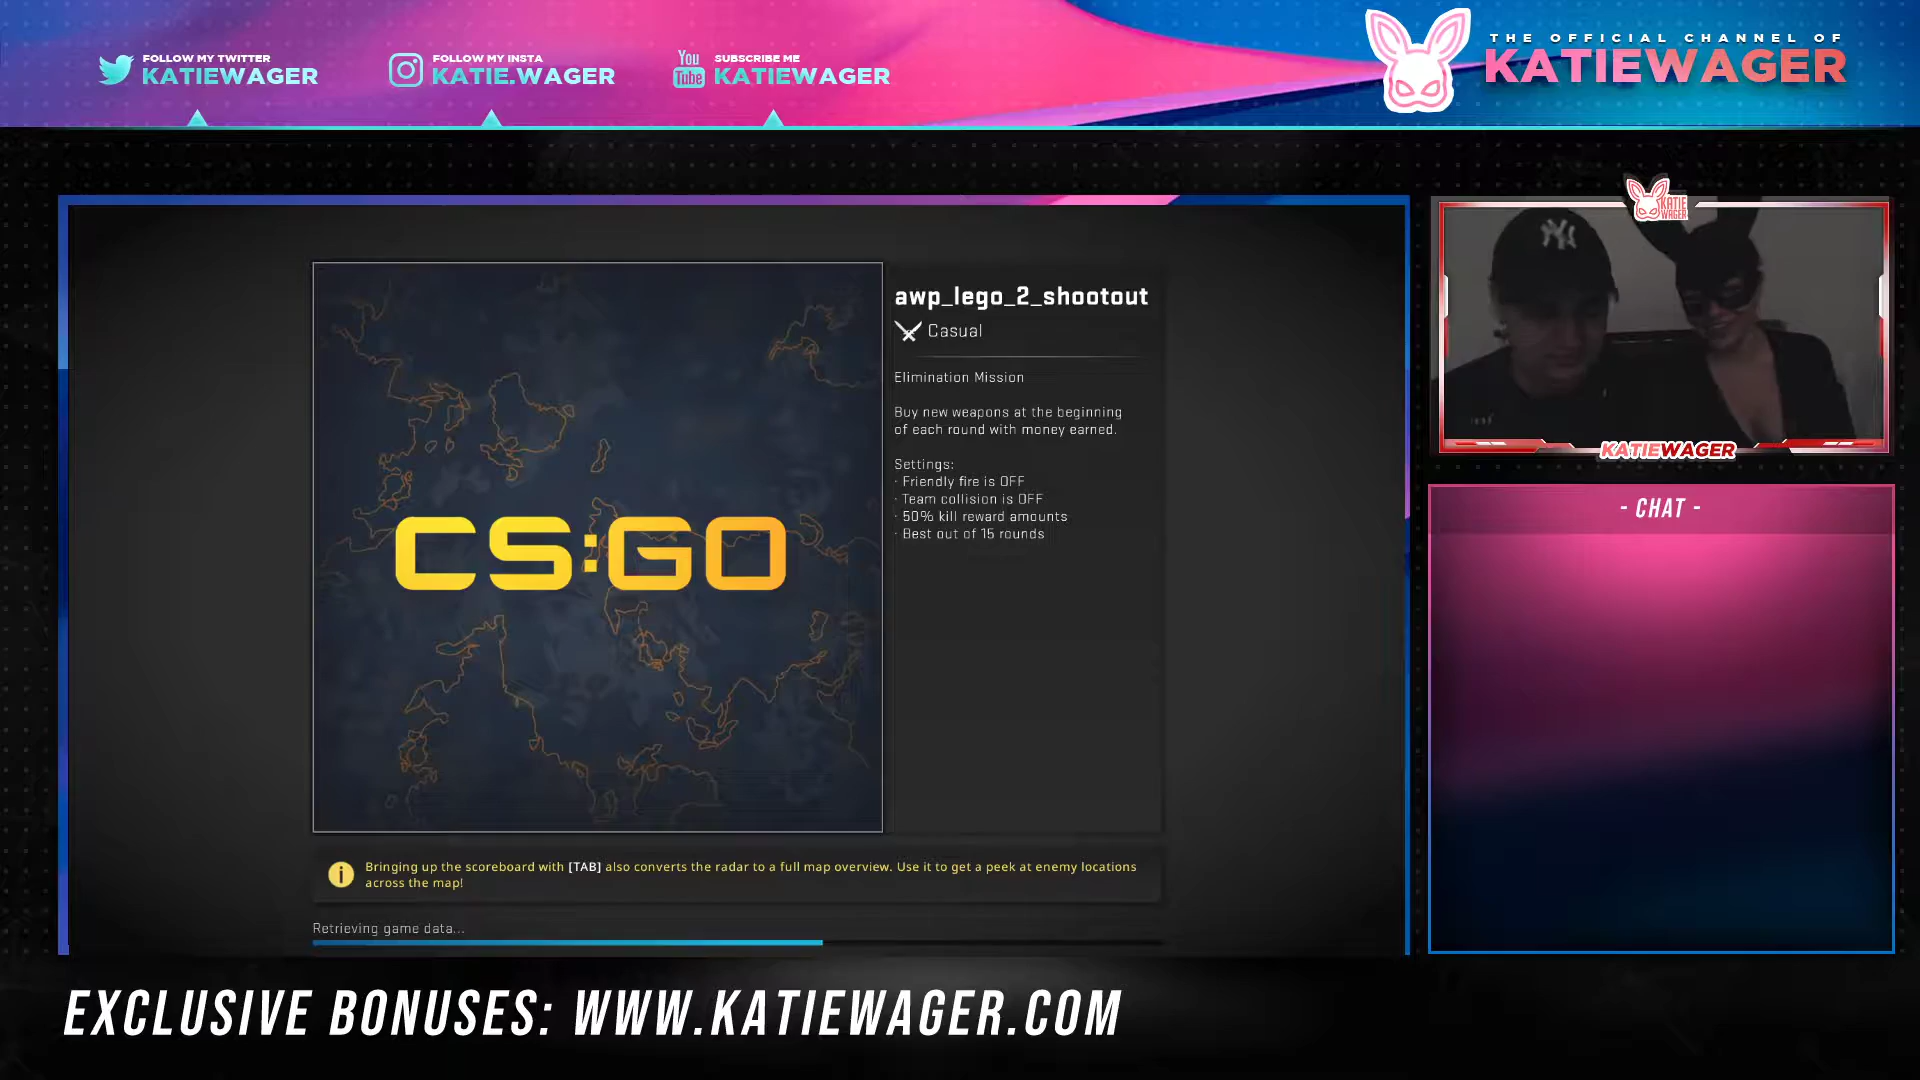 FOLLOW MY TWITTER
KATIEWAGER
FOLLOW MY INSTA
KATIE.WAGER
You
Tube
SUBSCRIBE ME
KATIEWAGER
THE OFFICIAL CHANNEL OF
KATIEWAGER
CS:GO
awp_lego_2_shootout
Casual
Elimination Mission
Buy new weapons at the beginning
of each round with money earned.
Settings:
· Friendly fire is OFF
· Team collision is OFF
· 50% kill reward amounts
· Best out of 15 rounds
Bringing up the scoreboard with [TAB] also converts the radar to a full map overview. Use it to get a peek at enemy locations
across the map!
Retrieving game data...
KATIE
WAGER
NY
KATIEWAGER
- CHAT -
EXCLUSIVE BONUSES: WWW.KATIEWAGER.COM